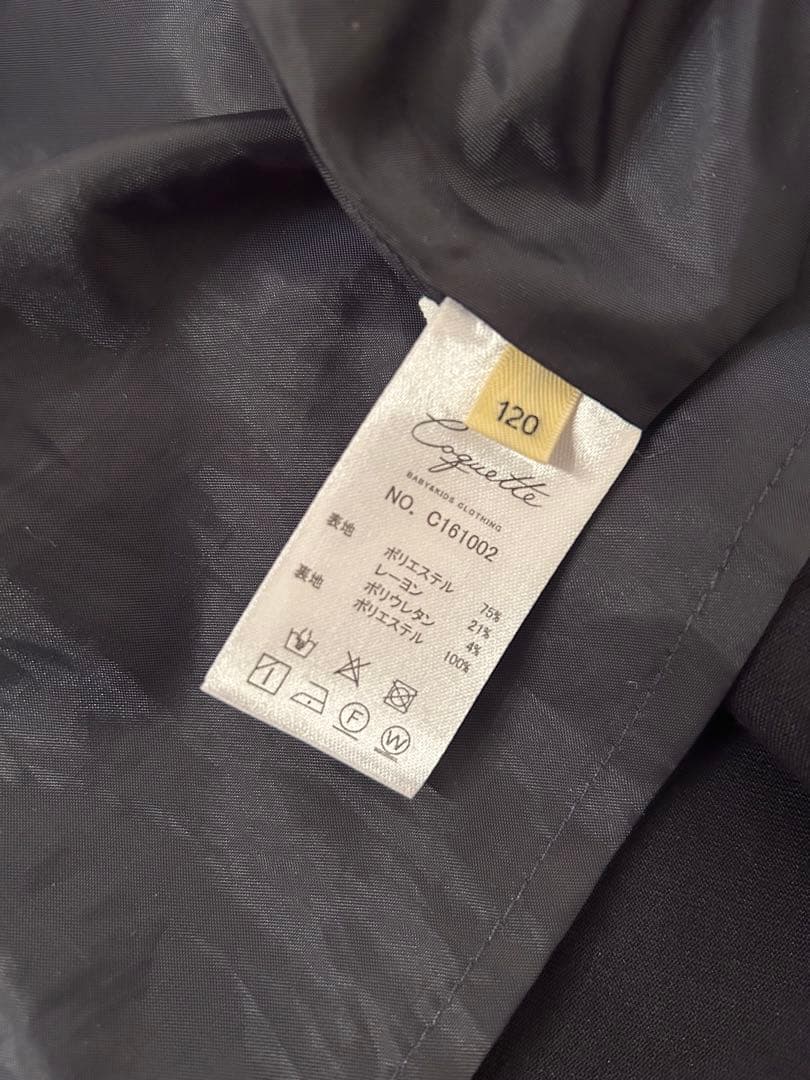 120
Coquette
BABY&KIDS CLOTHING
NO. C161002
表地 ポリエステル 75%
レーヨン 21%
ポリウレタン 4%
裏地 ポリエステル 100%
F W